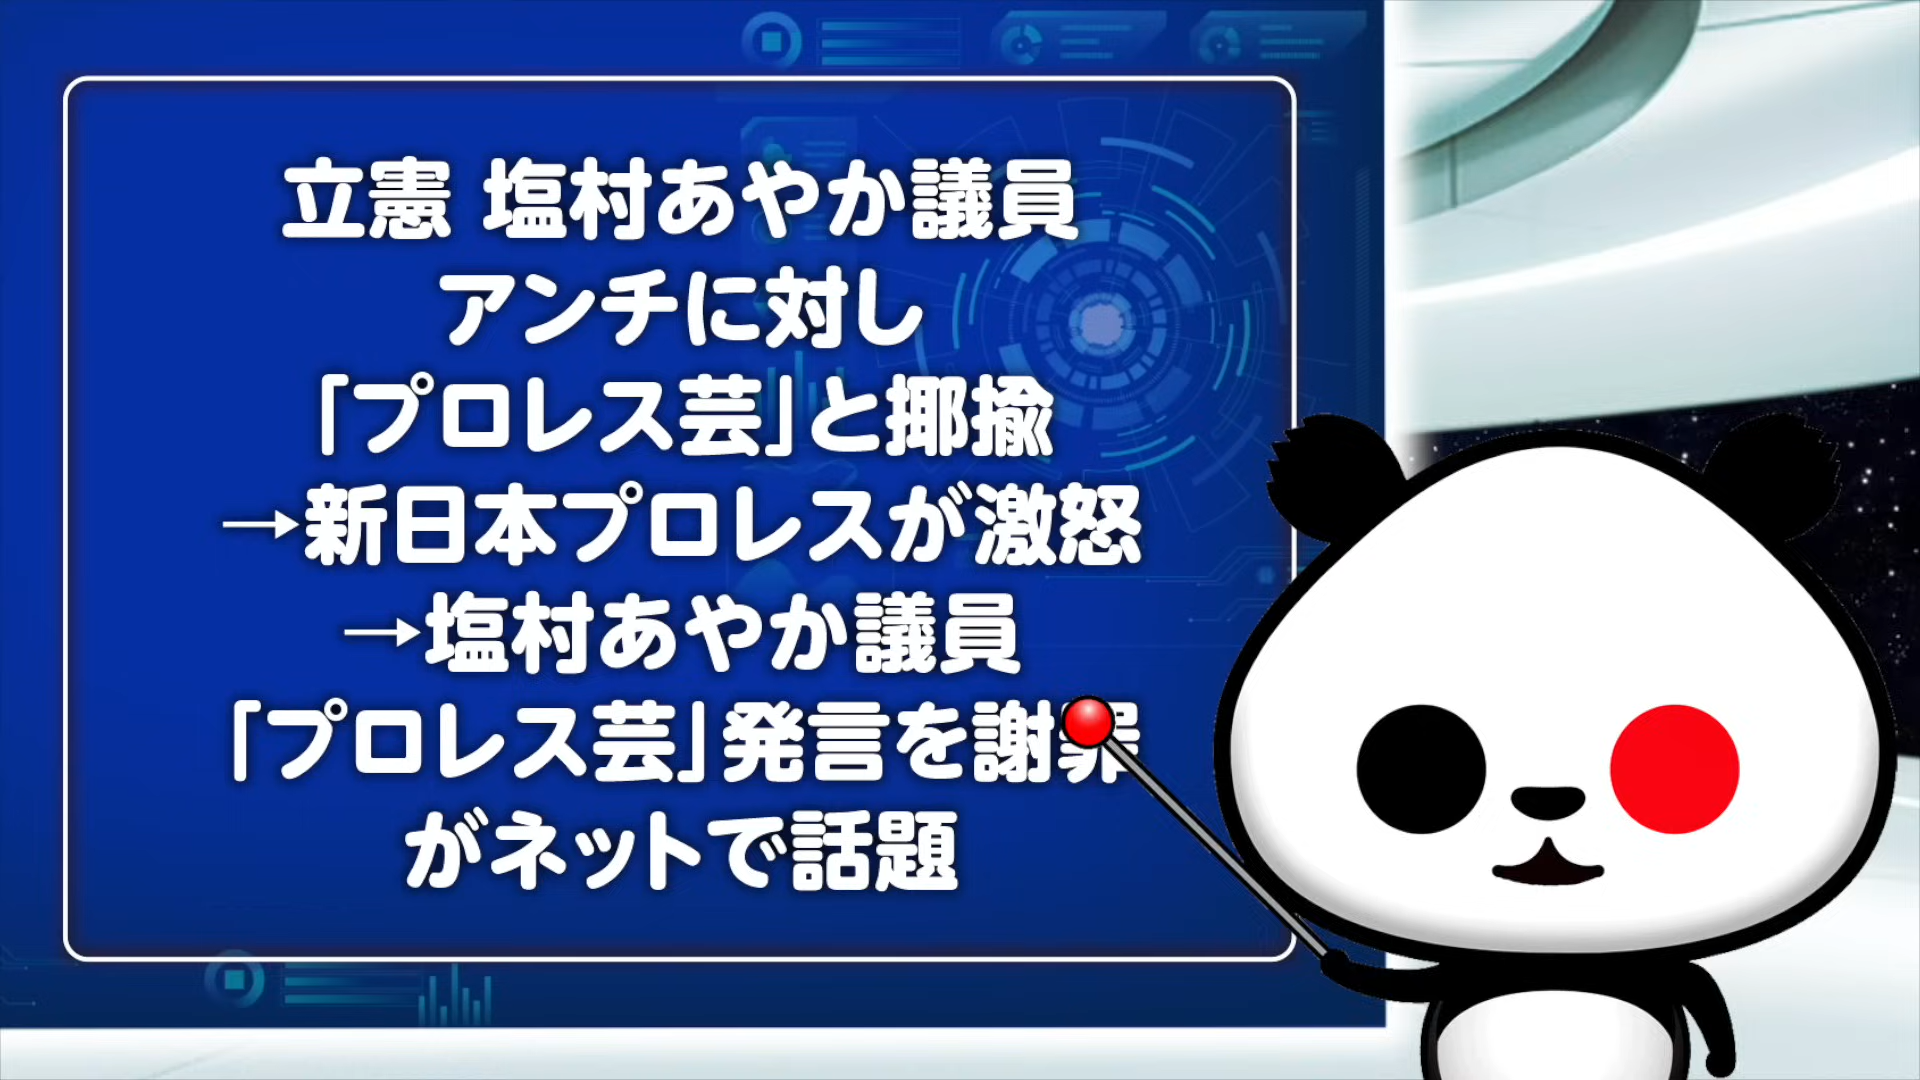 立憲 塩村あやか議員
アンチに対し
「プロレス芸」と揶揄
→新日本プロレスが激怒
→塩村あやか議員
「プロレス芸」発言を謝罪
がネットで話題